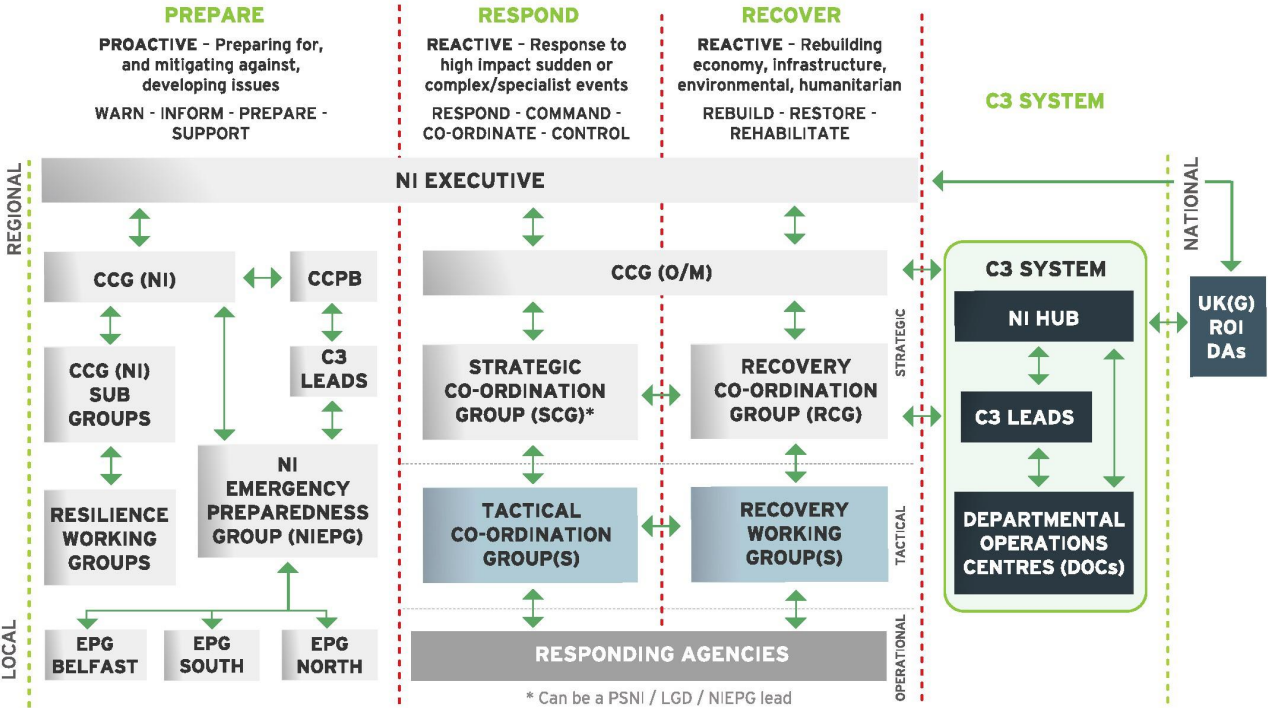 PREPARE
PROACTIVE - Preparing for,
and mitigating against,
developing issues
WARN - INFORM - PREPARE -
SUPPORT
RESPOND
REACTIVE - Response to
high impact sudden or
complex/specialist events
RESPOND - COMMAND -
CO-ORDINATE - CONTROL
RECOVER
REACTIVE - Rebuilding
economy, infrastructure,
environmental, humanitarian
REBUILD - RESTORE -
REHABILITATE
C3 SYSTEM
REGIONAL
NI EXECUTIVE
NATIONAL
CCG (NI)
CCPB
CCG (O/M)
C3 SYSTEM
NI HUB
UK(G)
ROI
DAs
STRATEGIC
CCG (NI)
SUB
GROUPS
C3
LEADS
STRATEGIC
CO-ORDINATION
GROUP (SCG)*
RECOVERY
CO-ORDINATION
GROUP (RCG)
C3 LEADS
RESILIENCE
WORKING
GROUPS
NI
EMERGENCY
PREPAREDNESS
GROUP (NIEPG)
TACTICAL
CO-ORDINATION
GROUP(S)
RECOVERY
WORKING
GROUP(S)
TACTICAL
DEPARTMENTAL
OPERATIONS
CENTRES (DOCs)
LOCAL
EPG
BELFAST
EPG
SOUTH
EPG
NORTH
RESPONDING AGENCIES
OPERATIONAL
* Can be a PSNI / LGD / NIEPG lead